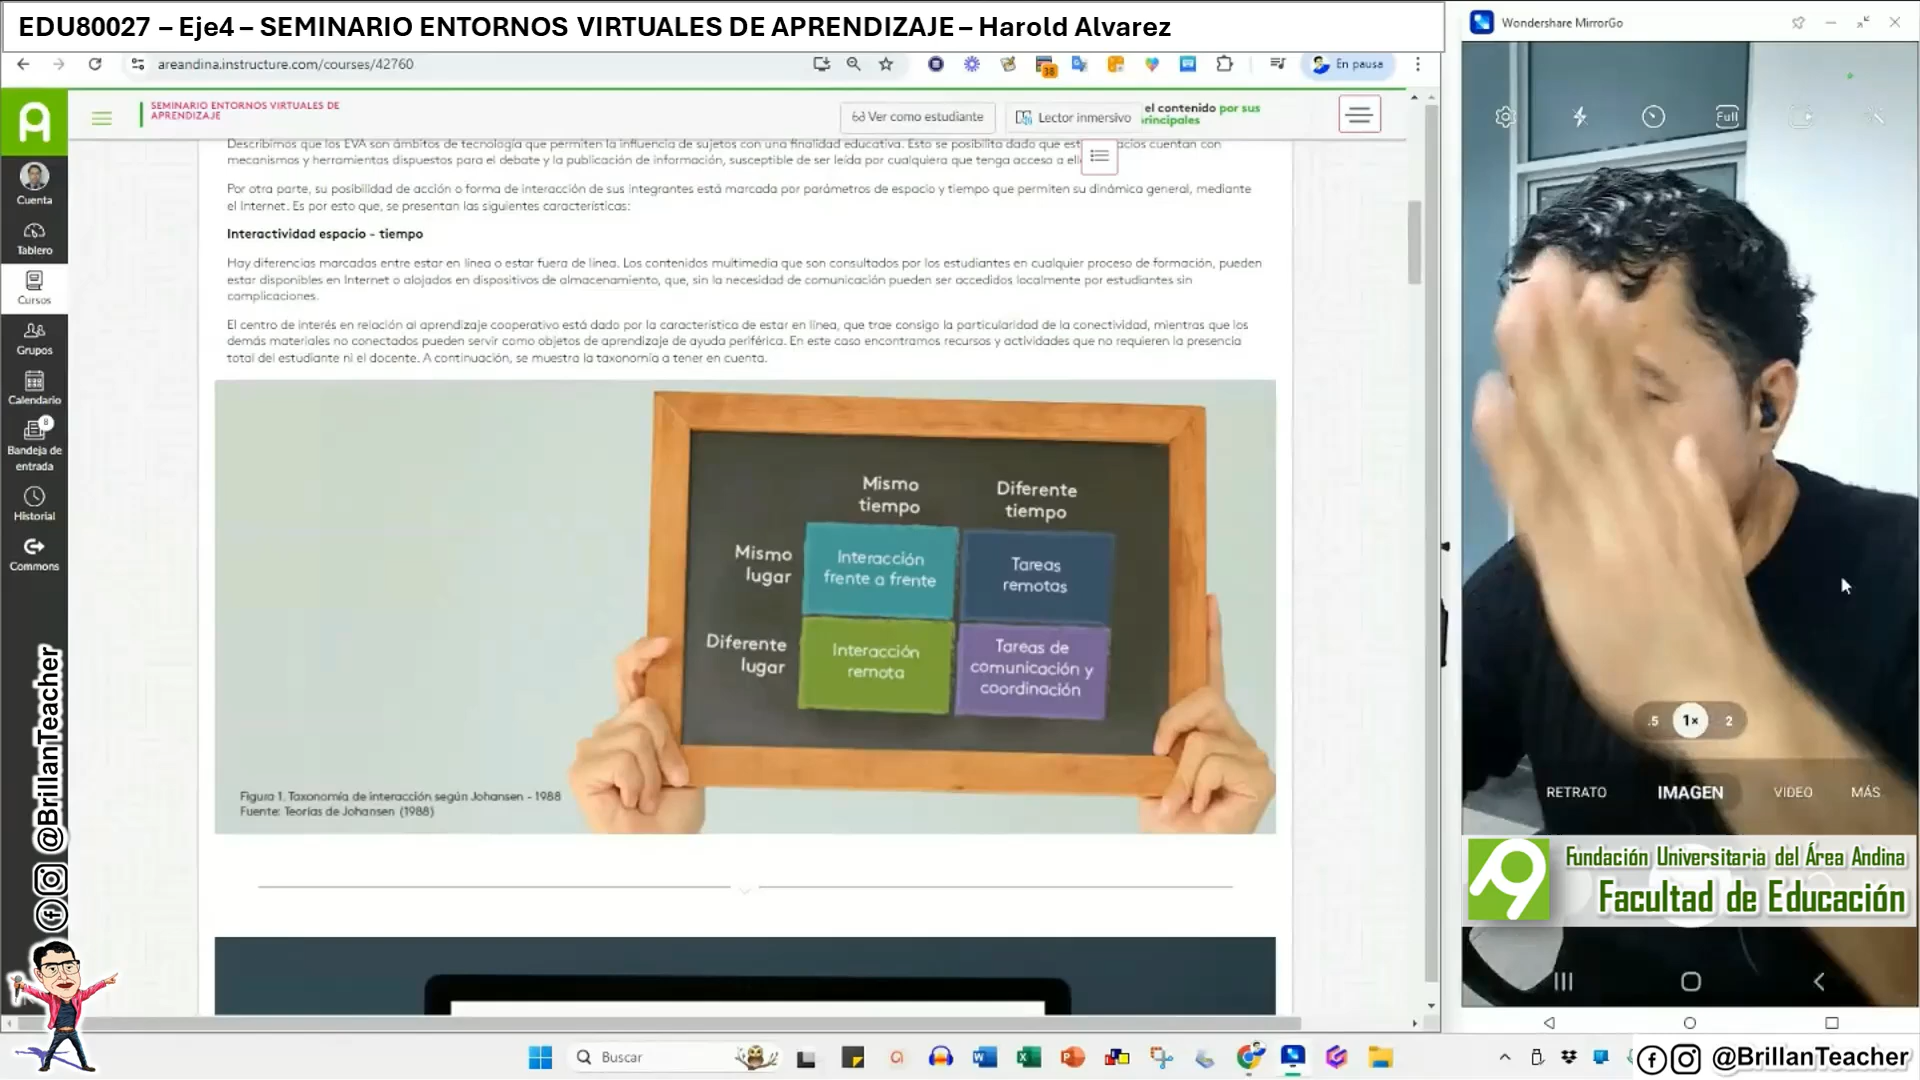 EDU80027 – Eje4 – SEMINARIO ENTORNOS VIRTUALES DE APRENDIZAJE – Harold Alvarez
Wondershare MirrorGo
areandina.instructure.com/courses/42760
38
En pausa
SEMINARIO ENTORNOS VIRTUALES DE
APRENDIZAJE
Ver como estudiante
Lector inmersivo
el contenido por sus
principales
Full
Describimos que los EVA son ámbitos de tecnología que permiten la influencia de sujetos con una finalidad educativa. Esto se posibilita dado que
cuentan con
mecanismos y herramientas dispuestos para el debate y la publicación de información, susceptible de ser leída por cualquiera que tenga acceso a
Por otra parte, su posibilidad de acción o forma de interacción de sus integrantes está marcada por parámetros de espacio y tiempo que permiten su dinámica general, mediante
el Internet. Es por esto que, se presentan las siguientes características:
Interactividad espacio - tiempo
Hay diferencias marcadas entre estar en línea o estar fuera de línea. Los contenidos multimedia que son consultados por los estudiantes en cualquier proceso de formación, pueden
estar disponibles en Internet o alojados en dispositivos de almacenamiento, que, sin la necesidad de comunicación pueden ser accedidos localmente por estudiantes sin
complicaciones.
El centro de interés en relación al aprendizaje cooperativo está dado por la característica de estar en línea, que trae consigo la particularidad de la conectividad, mientras que los
demás materiales no conectados pueden servir como objetos de aprendizaje de ayuda periférica. En este caso encontramos recursos y actividades que no requieren la presencia
total del estudiante ni el docente. A continuación, se muestra la taxonomía a tener en cuenta.
Cuenta
Tablero
Cursos
Grupos
Calendario
8
Bandeja de
entrada
Historial
Commons
@BrillanTeacher
Mismo
tiempo
Diferente
tiempo
Mismo
lugar
Interacción
frente a frente
Tareas
remotas
Diferente
lugar
Interacción
remota
Tareas de
comunicación y
coordinación
Figura 1. Taxonomía de interacción según Johansen - 1988
Fuente: Teorías de Johansen (1988)
.5
1×
2
RETRATO
IMAGEN
VIDEO
MÁS
Fundación Universitaria del Área Andina
Facultad de Educación
Buscar
@BrillanTeacher